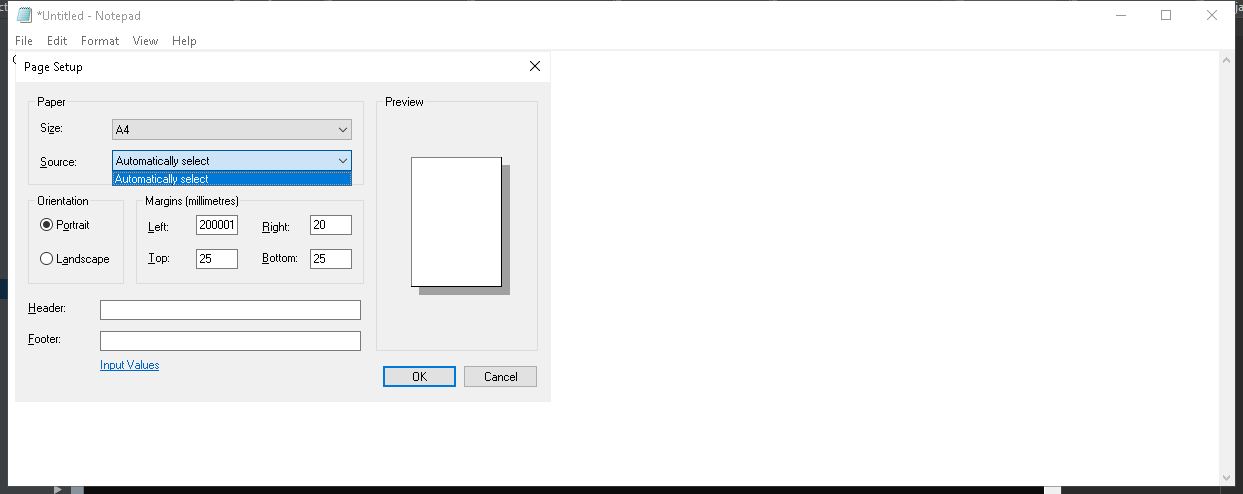 *Untitled - Notepad
File Edit Format View Help
Page Setup
Paper
Preview
Size: A4
Source: Automatically select
Automatically select
Orientation
Margins (millimetres)
Portrait
Left: 200001 Right: 20
Landscape
Top: 25 Bottom: 25
Header:
Footer:
Input Values
OK Cancel